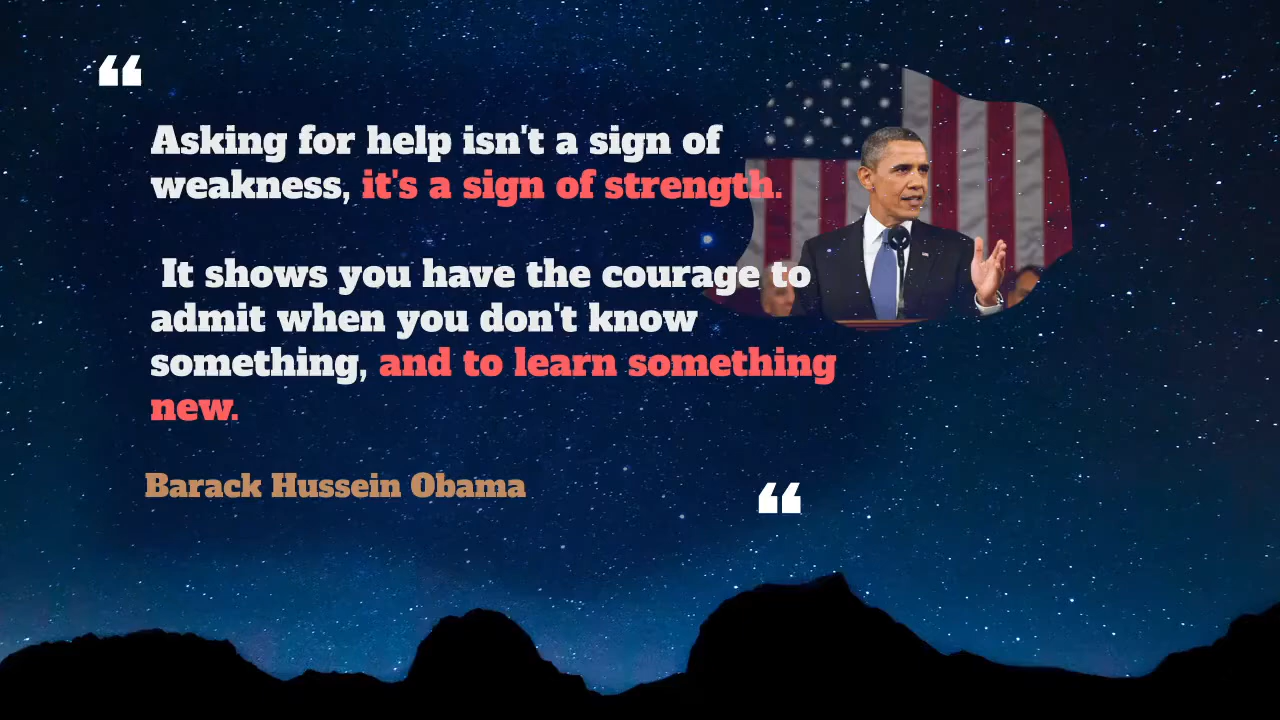 ❝
Asking for help isn't a sign of
weakness, it's a sign of strength.
It shows you have the courage to
admit when you don't know
something, and to learn something
new.
Barack Hussein Obama
❝